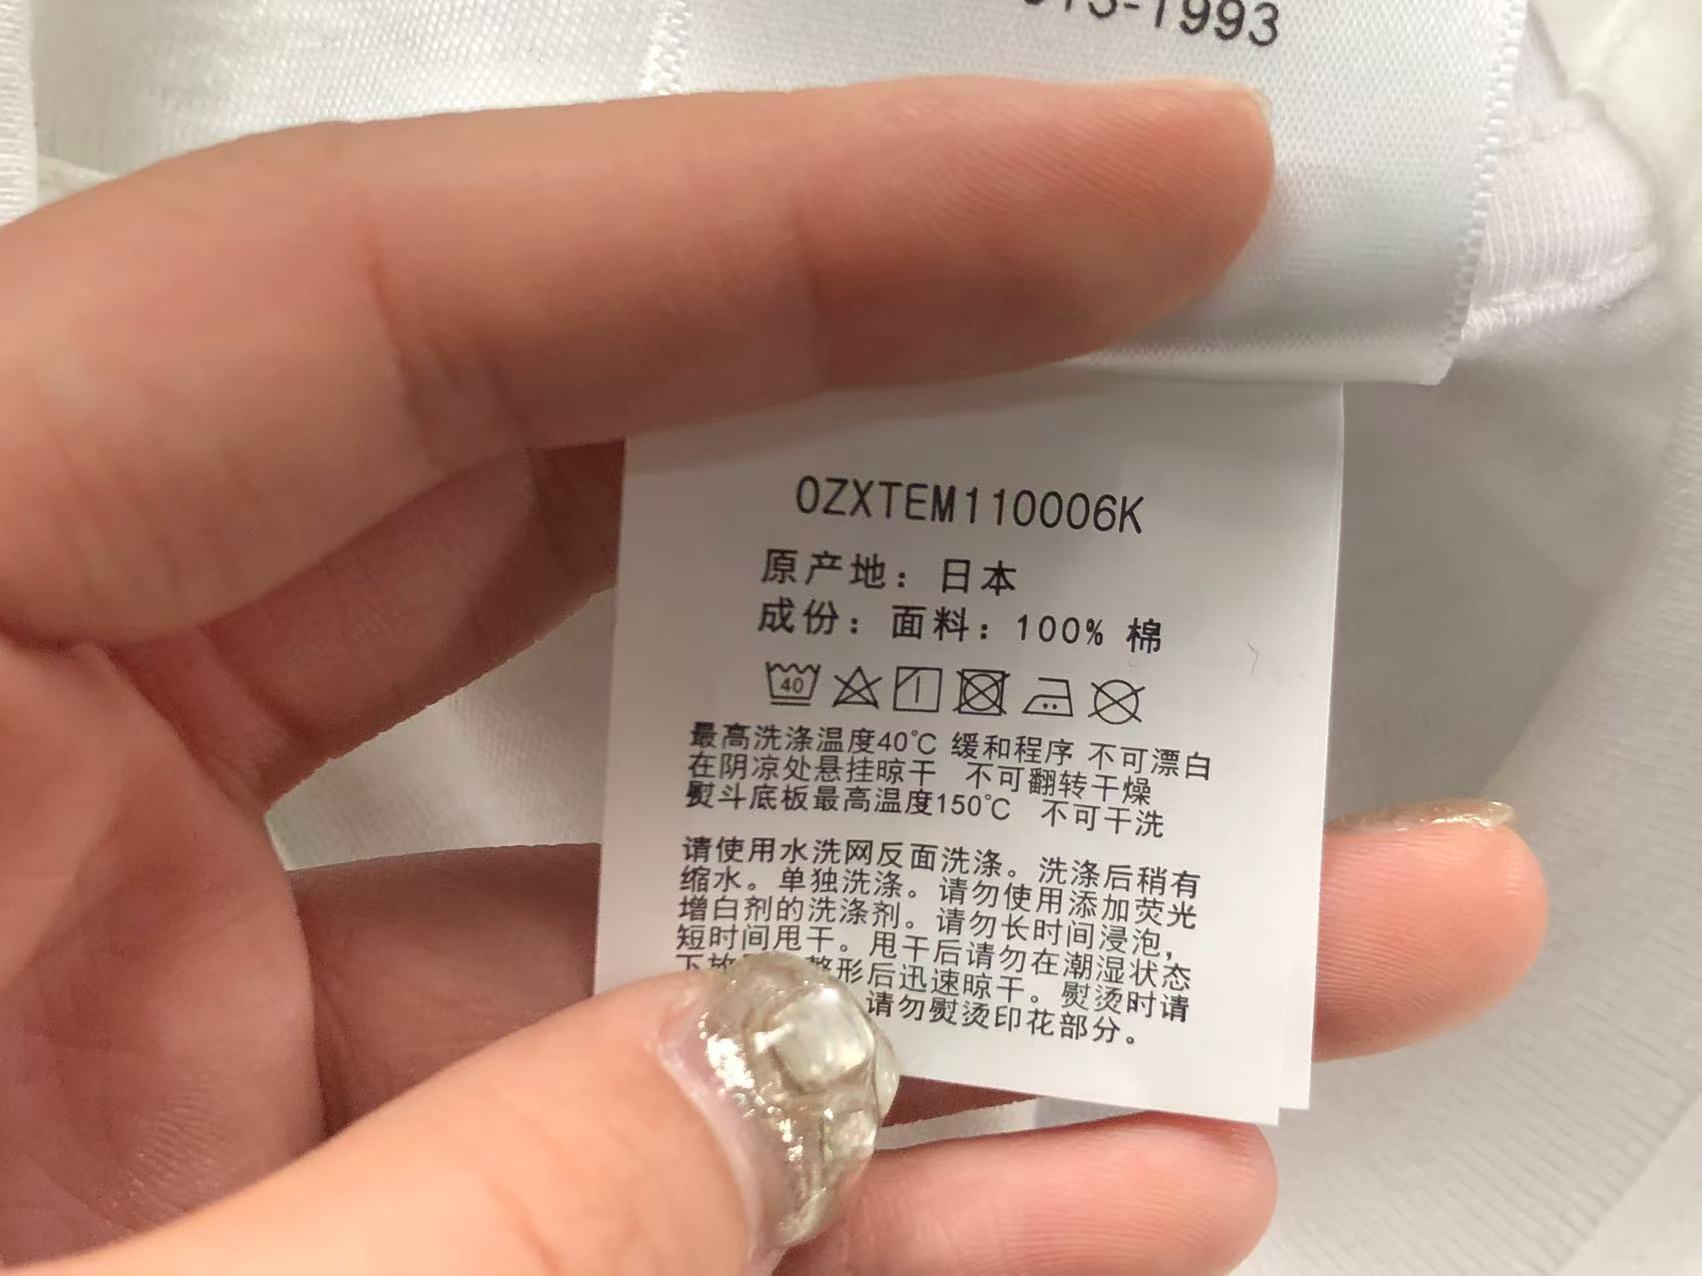 -1993
0ZXTEM110006K
原产地：日本
成份：面料：100% 棉
40
最高洗涤温度40℃ 缓和程序 不可漂白
在阴凉处悬挂晾干 不可翻转干燥
熨斗底板最高温度150℃ 不可干洗
请使用水洗网反面洗涤。洗涤后稍有
缩水。单独洗涤。请勿使用添加荧光
增白剂的洗涤剂。请勿长时间浸泡，
短时间甩干。甩干后请勿在潮湿状态
下放 整形后迅速晾干。熨烫时请
请勿熨烫印花部分。